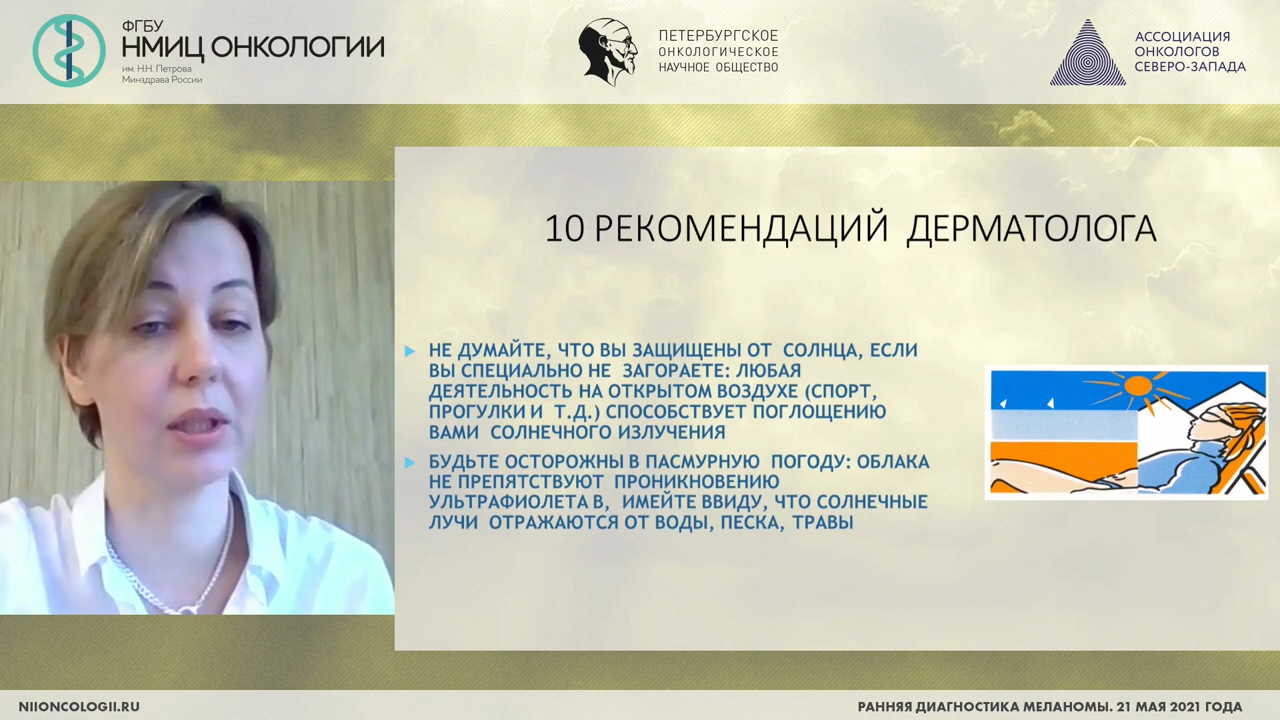 ФГБУ
НМИЦ ОНКОЛОГИИ
им. Н.Н. Петрова
Минздрава России
ПЕТЕРБУРГСКОЕ
ОНКОЛОГИЧЕСКОЕ
НАУЧНОЕ ОБЩЕСТВО
АССОЦИАЦИЯ
ОНКОЛОГОВ
СЕВЕРО-ЗАПАДА
10 РЕКОМЕНДАЦИЙ ДЕРМАТОЛОГА
НЕ ДУМАЙТЕ, ЧТО ВЫ ЗАЩИЩЕНЫ ОТ СОЛНЦА, ЕСЛИ
ВЫ СПЕЦИАЛЬНО НЕ ЗАГОРАЕТЕ: ЛЮБАЯ
ДЕЯТЕЛЬНОСТЬ НА ОТКРЫТОМ ВОЗДУХЕ (СПОРТ,
ПРОГУЛКИ И Т.Д.) СПОСОБСТВУЕТ ПОГЛОЩЕНИЮ
ВАМИ СОЛНЕЧНОГО ИЗЛУЧЕНИЯ
БУДЬТЕ ОСТОРОЖНЫ В ПАСМУРНУЮ ПОГОДУ: ОБЛАКА
НЕ ПРЕПЯТСТВУЮТ ПРОНИКНОВЕНИЮ
УЛЬТРАФИОЛЕТА В, ИМЕЙТЕ ВВИДУ, ЧТО СОЛНЕЧНЫЕ
ЛУЧИ ОТРАЖАЮТСЯ ОТ ВОДЫ, ПЕСКА, ТРАВЫ
NIIONCOLOGII.RU
РАННЯЯ ДИАГНОСТИКА МЕЛАНОМЫ. 21 МАЯ 2021 ГОДА